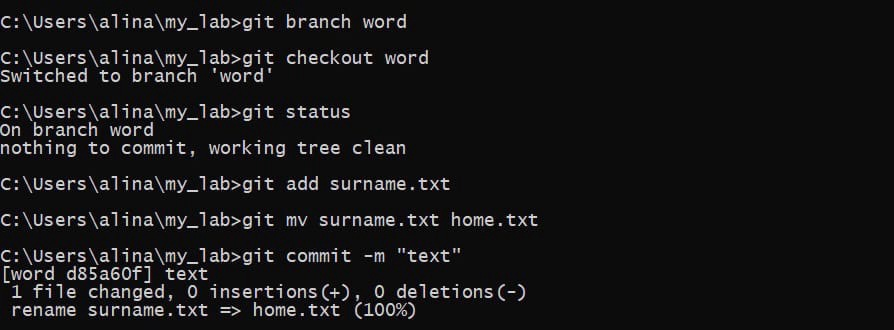 C:\Users\alina\my_lab>git branch word
C:\Users\alina\my_lab>git checkout word
Switched to branch 'word'
C:\Users\alina\my_lab>git status
On branch word
nothing to commit, working tree clean
C:\Users\alina\my_lab>git add surname.txt
C:\Users\alina\my_lab>git mv surname.txt home.txt
C:\Users\alina\my_lab>git commit -m "text"
[word d85a60f] text
 1 file changed, 0 insertions(+), 0 deletions(-)
 rename surname.txt => home.txt (100%)